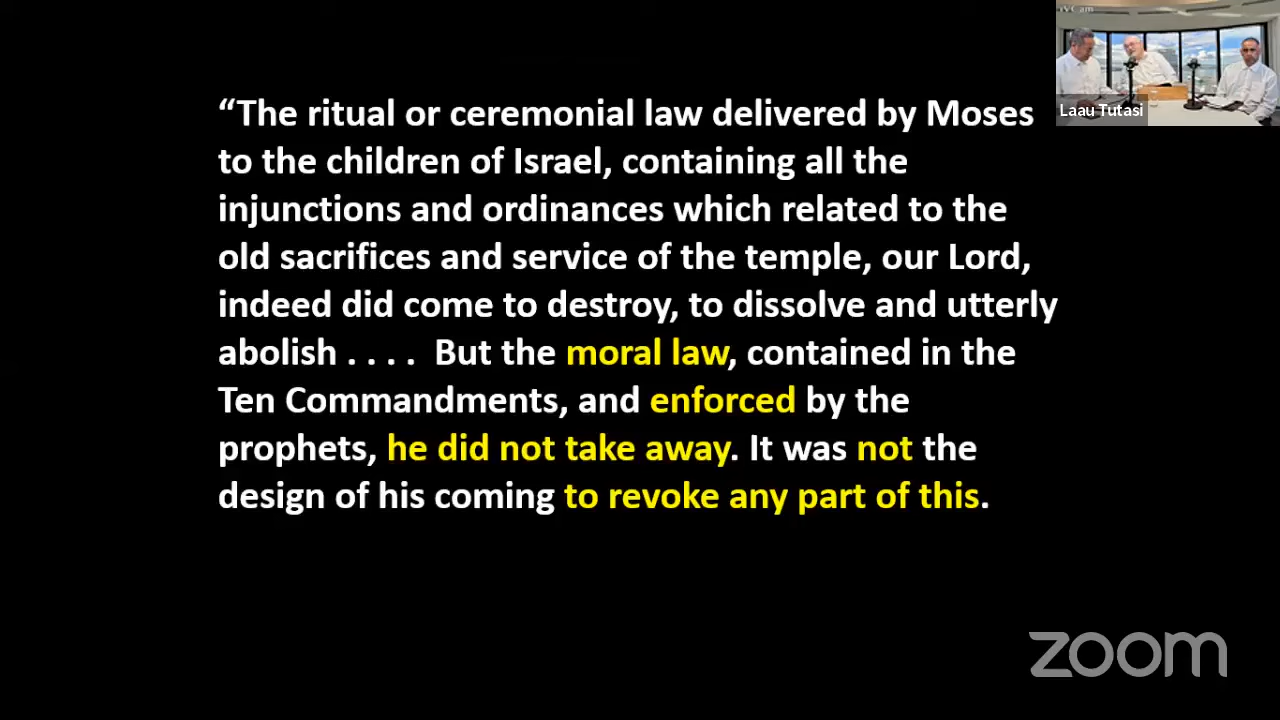 “The ritual or ceremonial law delivered by Moses
to the children of Israel, containing all the
injunctions and ordinances which related to the
old sacrifices and service of the temple, our Lord,
indeed did come to destroy, to dissolve and utterly
abolish . . . .  But the moral law, contained in the
Ten Commandments, and enforced by the
prophets, he did not take away. It was not the
design of his coming to revoke any part of this.
Laau Tutasi
zoom